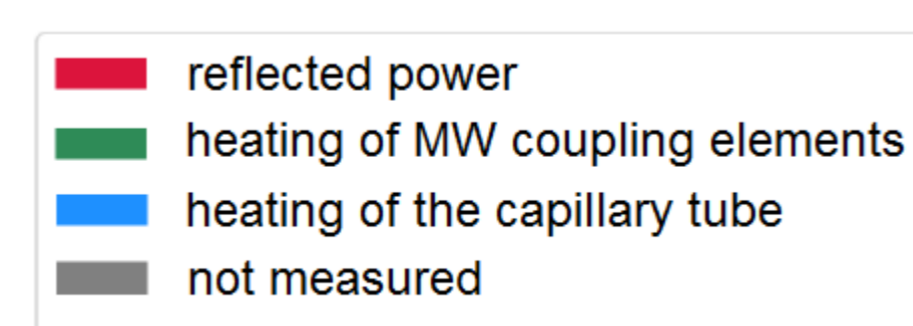 reflected power
heating of MW coupling elements
heating of the capillary tube
not measured